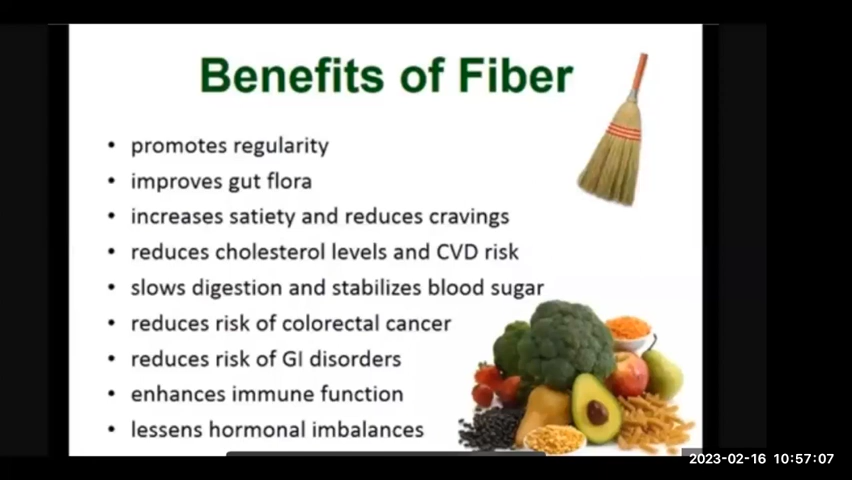 Benefits of Fiber
• promotes regularity
• improves gut flora
• increases satiety and reduces cravings
• reduces cholesterol levels and CVD risk
• slows digestion and stabilizes blood sugar
• reduces risk of colorectal cancer
• reduces risk of GI disorders
• enhances immune function
• lessens hormonal imbalances
2023-02-16 10:57:07